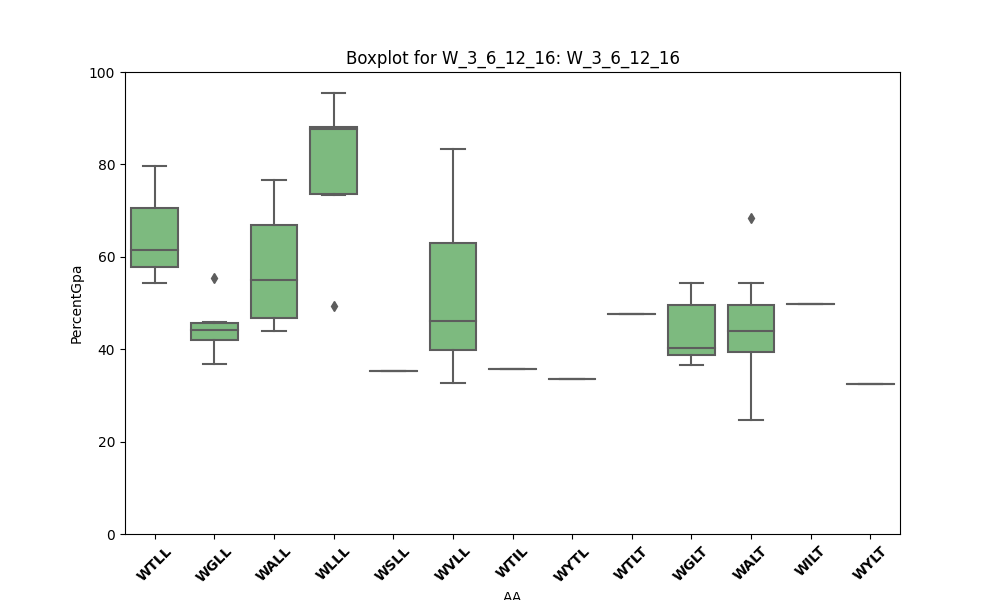 Boxplot for W_3_6_12_16: W_3_6_12_16
100
80
60
40
20
0
PercentGpa
WTLL
WGLL
WALL
WLLL
WSLL
WVLL
WTIL
WYTL
WTLT
WGLT
WALT
WILT
WYLT
AA